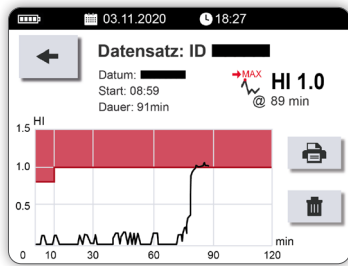 03.11.2020 18:27
Datensatz: ID
Datum:
Start: 08:59
Dauer: 91min
MAX
HI 1.0
@ 89 min
HI
1.5
1.0
0.5
0 10 30 60 90 120
min